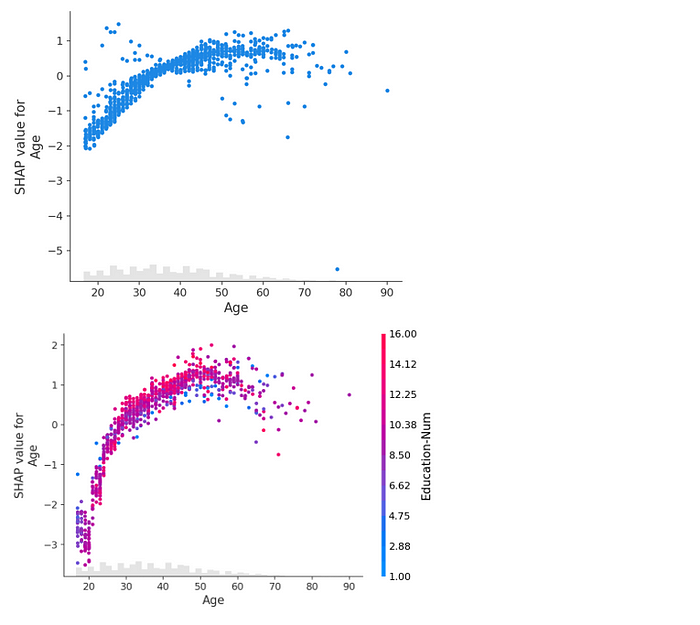 1
0
−1
−2
−3
−4
−5
SHAP value for
Age
20 30 40 50 60 70 80 90
Age
2
1
0
−1
−2
−3
SHAP value for
Age
20 30 40 50 60 70 80 90
Age
16.00
14.12
12.25
10.38
8.50
6.62
4.75
2.88
1.00
Education-Num